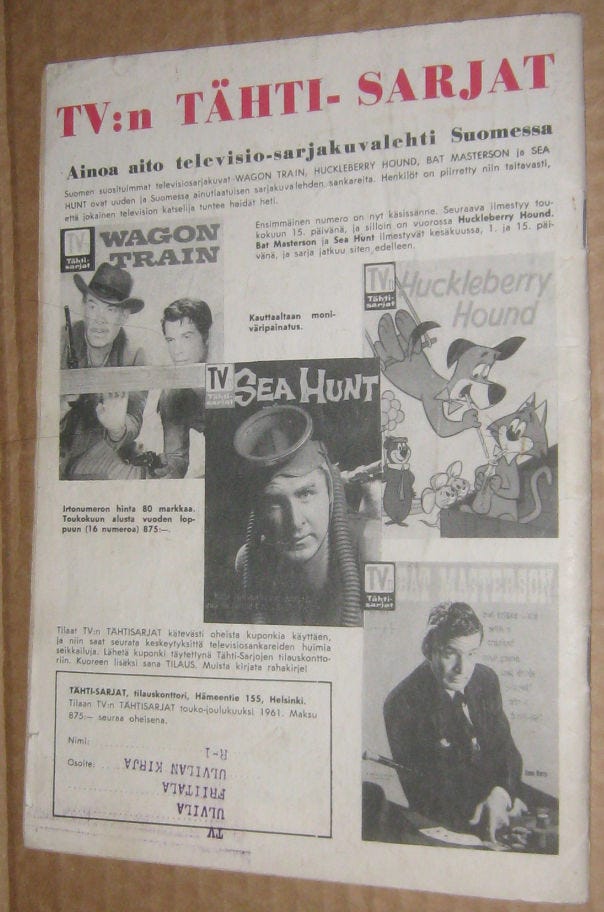 TV:n TÄHTI- SARJAT
Ainoa aito televisio-sarjakuvalehti Suomessa
Suomen suosituimmat televisiosarjakuvat WAGON TRAIN, HUCKLEBERRY HOUND, BAT MASTERSON ja SEA
HUNT ovat uuden ja Suomessa ainutlaatuisen sarjakuvalehden sankareita. Henkilöt on piirretty niin taitavasti,
että jokainen television katselija tuntee heidät heti.
Ensimmäinen numero on nyt käsissänne. Seuraava ilmestyy tou-
kokuun 15. päivänä, ja silloin on vuorossa Huckleberry Hound.
Bat Masterson ja Sea Hunt ilmestyvät kesäkuussa, 1. ja 15. päi-
vänä, ja sarja jatkuu siten edelleen.
TV
Tähti-
sarjat
WAGON
TRAIN
Kauttaaltaan moni-
väripainatus.
TV
Tähti-
sarjat
Huckleberry
Hound
TV
Tähti-
sarjat
SEA HUNT
Irtonumeron hinta 80 markkaa.
Toukokuun alusta vuoden lop-
puun (16 numeroa) 875:—.
TV
Tähti-
sarjat
BAT MASTERSON
Tilaat TV:n TÄHTISARJAT kätevästi oheista kuponkia käyttäen,
ja niin saat seurata keskeytyksittä televisiosankareiden huimia
seikkailuja. Lähetä kuponki täytettynä Tähti-Sarjojen tilauskontto-
riin. Kuoreen lisäksi sana TILAUS. Muista kirjata rahakirje!
TÄHTI-SARJAT, tilauskonttori, Hämeentie 155, Helsinki.
Tilaan TV:n TÄHTISARJAT touko-joulukuuksi 1961. Maksu
875:— seuraa oheisena.
Nimi:
Osoite:
TV
ULVILA
FRIITALA
ULVILAN KIRJA
R-1